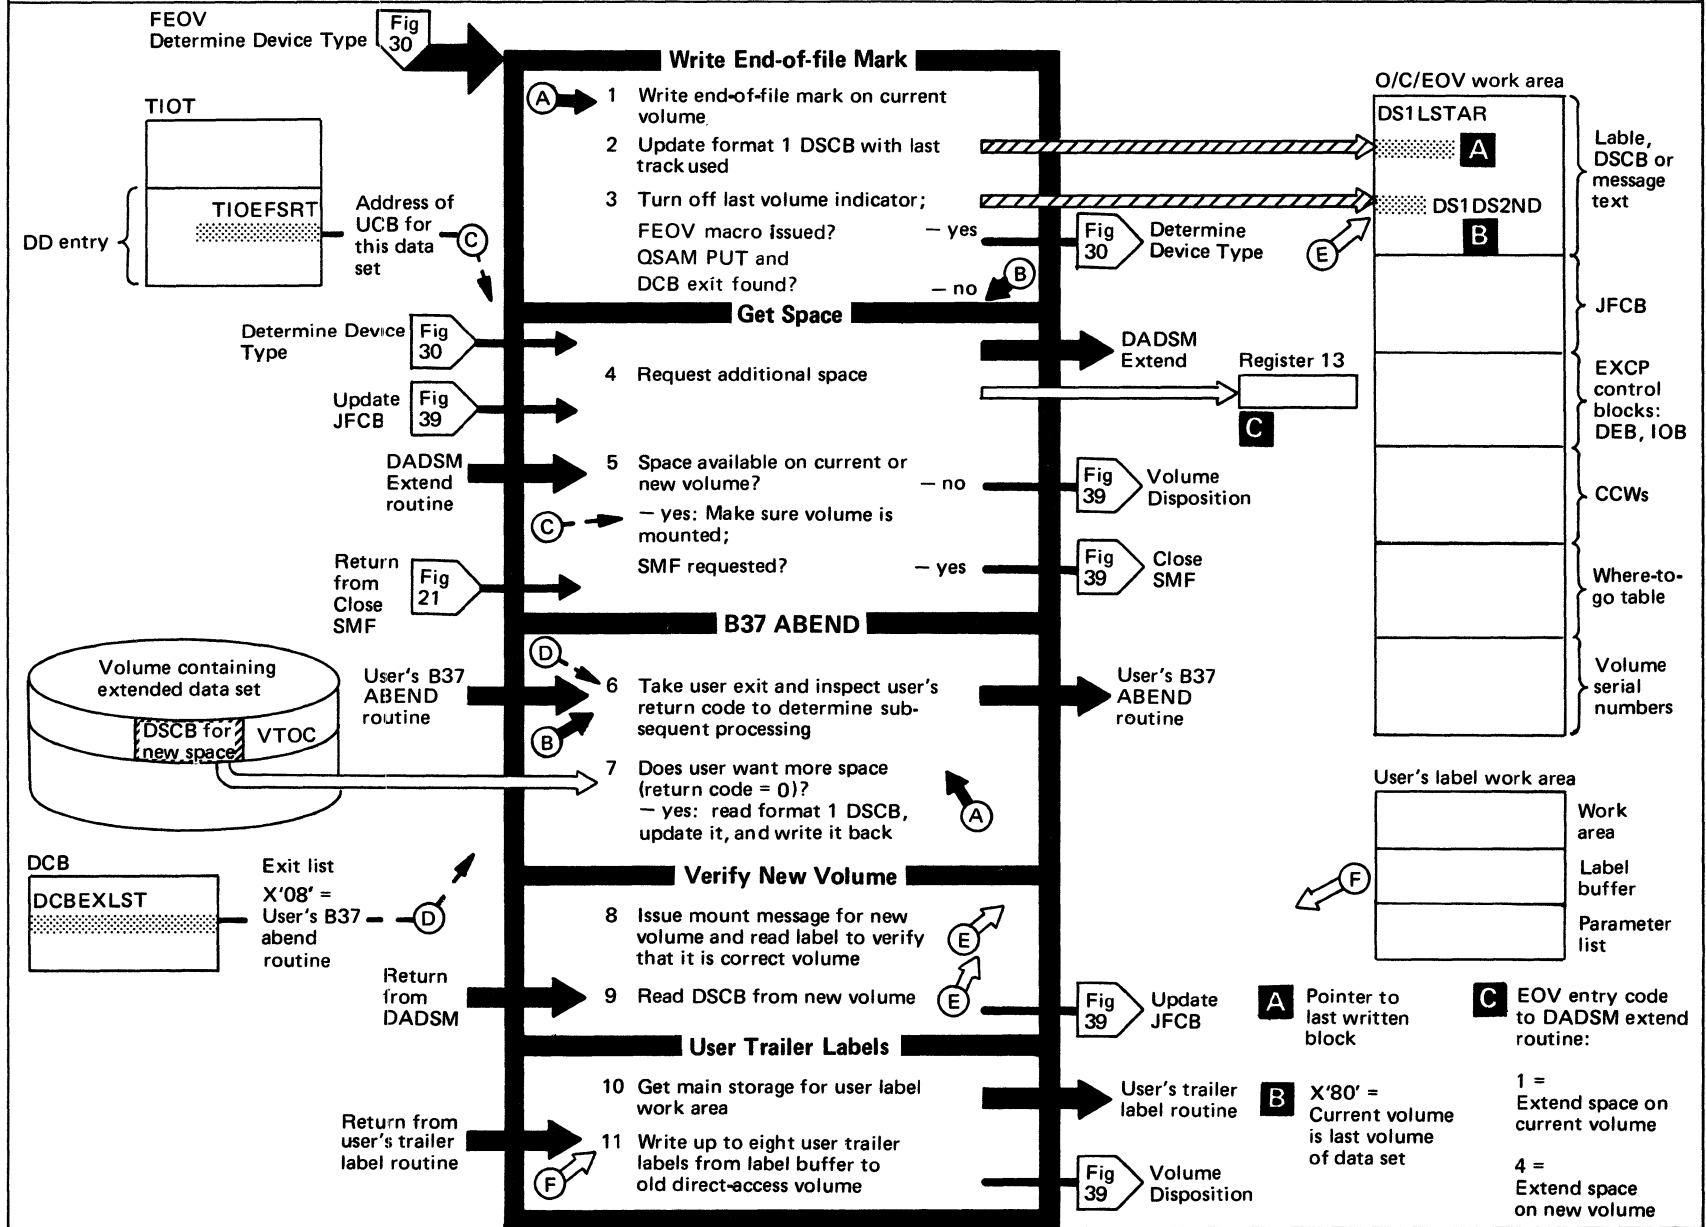 FEOV
Determine Device Type
Fig
30
TIOT
DD entry
TIOEFSRT
Address of
UCB for
this data
set
C
Write End-of-file Mark
A
1 Write end-of-file mark on current
volume
2 Update format 1 DSCB with last
track used
3 Turn off last volume indicator;
FEOV macro issued? — yes
QSAM PUT and
DCB exit found? — no
B
Fig
30
Determine
Device Type
Get Space
Determine Device
Type
Fig
30
Update
JFCB
Fig
39
4 Request additional space
DADSM
Extend
Register 13
C
DADSM
Extend
routine
5 Space available on current or
new volume? — no
Fig
39
Volume
Disposition
C
— yes: Make sure volume is
mounted;
SMF requested? — yes
Fig
39
Close
SMF
Return
from
Close
SMF
Fig
21
B37 ABEND
D
User's B37
ABEND
routine
B
6 Take user exit and inspect user's
return code to determine sub-
sequent processing
User's B37
ABEND
routine
Volume containing
extended data set
DSCB for
new space
VTOC
7 Does user want more space
(return code = 0)?
— yes: read format 1 DSCB,
update it, and write it back
A
DCB
DCBEXLST
Exit list
X'08' =
User's B37
abend
routine
D
Verify New Volume
8 Issue mount message for new
volume and read label to verify
that it is correct volume
E
Return
from
DADSM
9 Read DSCB from new volume
E
Fig
39
Update
JFCB
User Trailer Labels
10 Get main storage for user label
work area
User's trailer
label routine
Return from
user's trailer
label routine
11 Write up to eight user trailer
labels from label buffer to
old direct-access volume
F
Fig
39
Volume
Disposition
O/C/EOV work area
DS1LSTAR
A
DS1DS2ND
B
E
Lable,
DSCB or
message
text
JFCB
EXCP
control
blocks:
DEB, IOB
CCWs
Where-to-
go table
Volume
serial
numbers
User's label work area
Work
area
Label
buffer
Parameter
list
F
A Pointer to
last written
block
B X'80' =
Current volume
is last volume
of data set
C EOV entry code
to DADSM extend
routine:
1 =
Extend space on
current volume
4 =
Extend space
on new volume